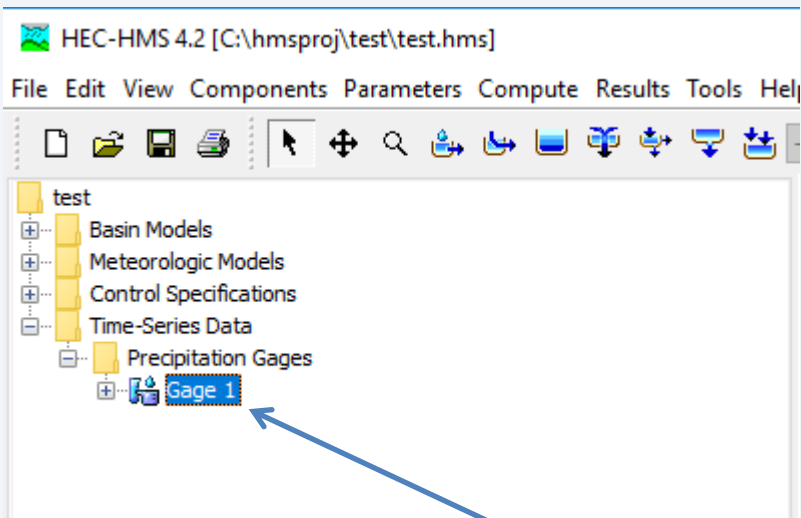 HEC-HMS 4.2 [C:\hmsproj\test\test.hms]
File Edit View Components Parameters Compute Results Tools
test
Basin Models
Meteorologic Models
Control Specifications
Time-Series Data
Precipitation Gages
Gage 1